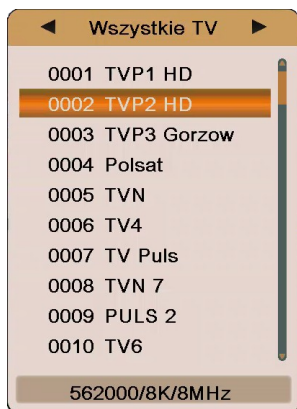 Wszystkie TV
0001 TVP1 HD
0002 TVP2 HD
0003 TVP3 Gorzow
0004 Polsat
0005 TVN
0006 TV4
0007 TV Puls
0008 TVN 7
0009 PULS 2
0010 TV6
562000/8K/8MHz